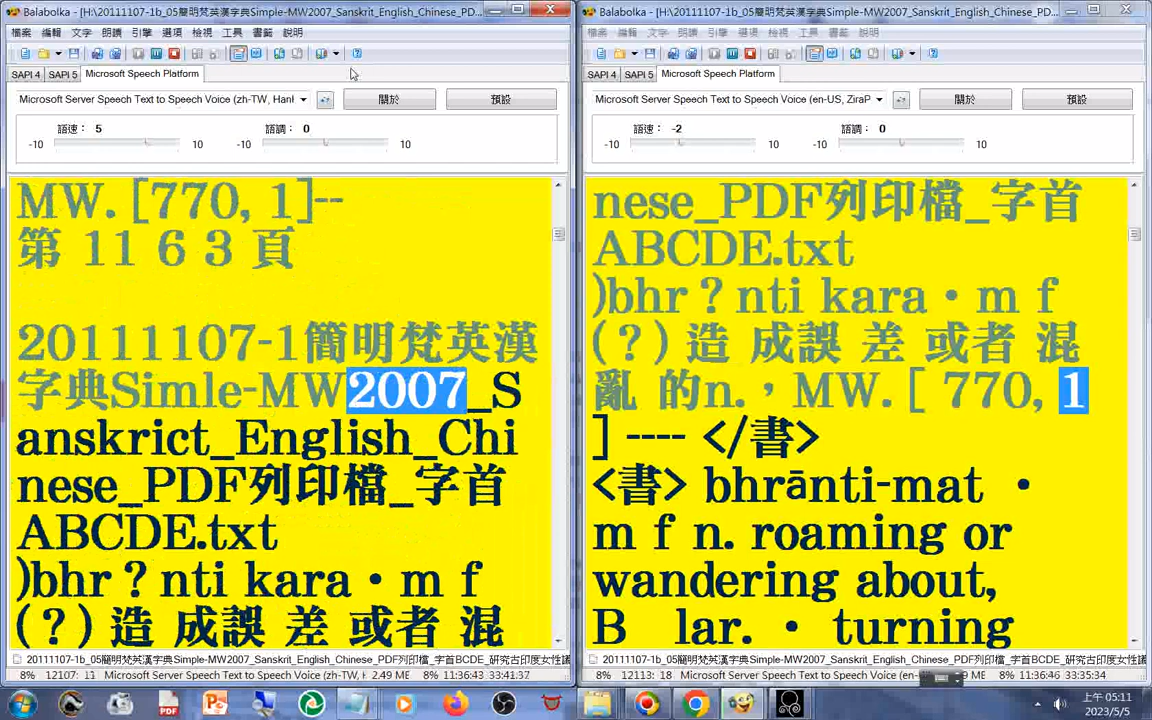 Balabolka - [H:\20111107-1b_05簡明梵英漢字典Simple-MW2007_Sanskrit_English_Chinese_PD...
檔案 編輯 文字 朗讀 引擎 選項 檢視 工具 書籤 說明
SAPI 4 SAPI 5 Microsoft Speech Platform
Microsoft Server Speech Text to Speech Voice (zh-TW, HanH 關於 預設
語速： 5 語調： 0
-10 10 -10 10
MW. [770, 1]--
第 11 6 3 頁
20111107-1簡明梵英漢
字典Simle-MW2007_S
anskrict_English_Chi
nese_PDF列印檔_字首
ABCDE.txt
)bhr？nti kara・m f
(？) 造 成誤 差 或者 混
20111107-1b_05簡明梵英漢字典Simple-MW2007_Sanskrit_English_Chinese_PDF列印檔_字首BCDE_研究古印度女性議
8% 12107: 11 Microsoft Server Speech Text to Speech Voice (zh-TW, H 2.49 MB 8% 11:36:43 33:41:37
Balabolka - [H:\20111107-1b_05簡明梵英漢字典Simple-MW2007_Sanskrit_English_Chinese_PD...
檔案 編輯 文字 朗讀 引擎 選項 檢視 工具 書籤 說明
SAPI 4 SAPI 5 Microsoft Speech Platform
Microsoft Server Speech Text to Speech Voice (en-US, ZiraP 關於 預設
語速： -2 語調： 0
-10 10 -10 10
nese_PDF列印檔_字首
ABCDE.txt
)bhr？nti kara・m f
(？) 造 成誤 差 或者 混
亂 的n.，MW. [ 770, 1
] ---- </書>
<書> bhrānti-mat ・
m f n. roaming or
wandering about,
B lar. ・ turning
20111107-1b_05簡明梵英漢字典Simple-MW2007_Sanskrit_English_Chinese_PDF列印檔_字首BCDE_研究古印度女性議
8% 12113: 18 Microsoft Server Speech Text to Speech Voice (en-US, MB 8% 11:36:46 33:35:34
上午 05:11
2023/5/5